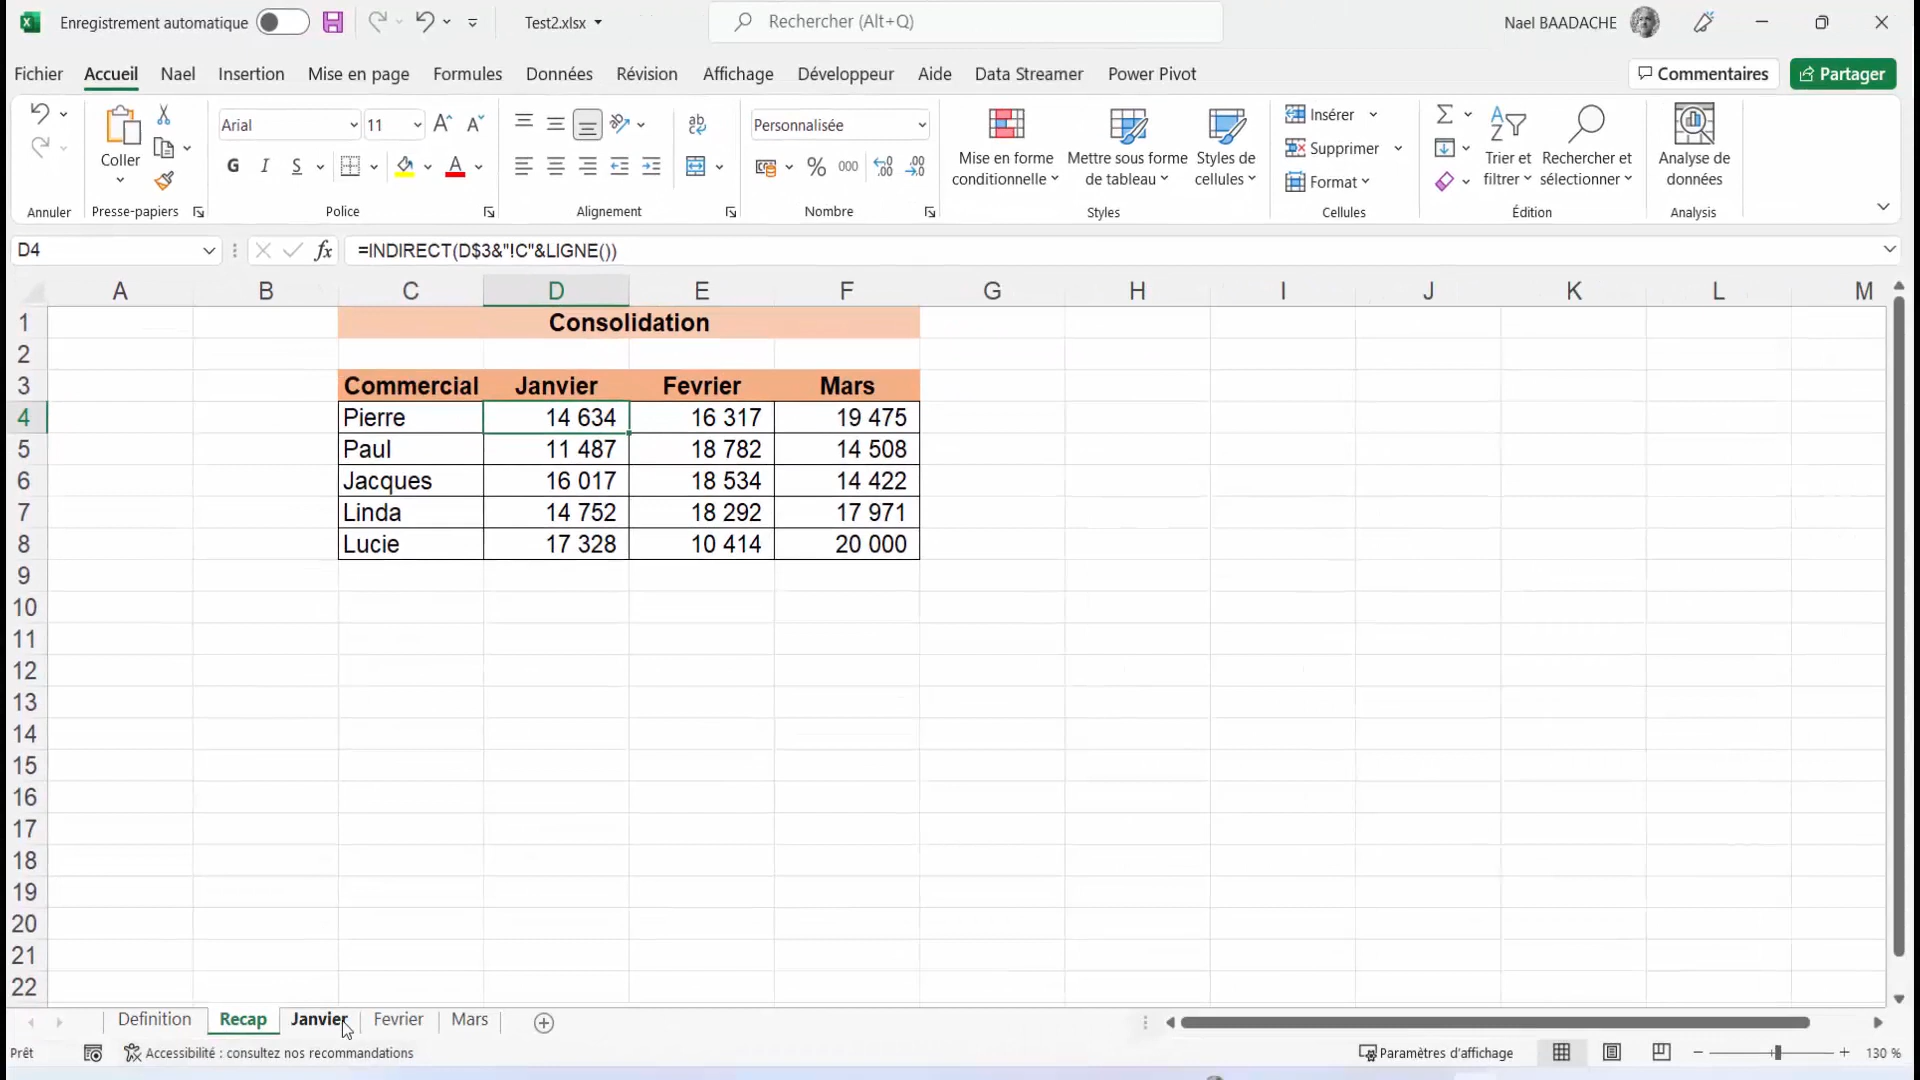 Enregistrement automatique
Test2.xlsx
Rechercher (Alt+Q)
Nael BAADACHE
Fichier Accueil Nael Insertion Mise en page Formules Données Révision Affichage Développeur Aide Data Streamer Power Pivot Commentaires Partager
Coller
Annuler
Presse-papiers
Arial 11
G I S
Police
Alignement
Personnalisée
% 000
Nombre
Mise en forme
conditionnelle
Mettre sous forme
de tableau
Styles de
cellules
Styles
Insérer
Supprimer
Format
Cellules
Trier et
filtrer
Rechercher et
sélectionner
Édition
Analyse de
données
Analysis
D4 fx =INDIRECT(D$3&"!C"&LIGNE())
A B C D E F G H I J K L M
1 Consolidation
2
3 Commercial Janvier Fevrier Mars
4 Pierre 14 634 16 317 19 475
5 Paul 11 487 18 782 14 508
6 Jacques 16 017 18 534 14 422
7 Linda 14 752 18 292 17 971
8 Lucie 17 328 10 414 20 000
9
10
11
12
13
14
15
16
17
18
19
20
21
22
Definition Recap Janvier Fevrier Mars
Prêt Accessibilité : consultez nos recommandations Paramètres d'affichage 130 %